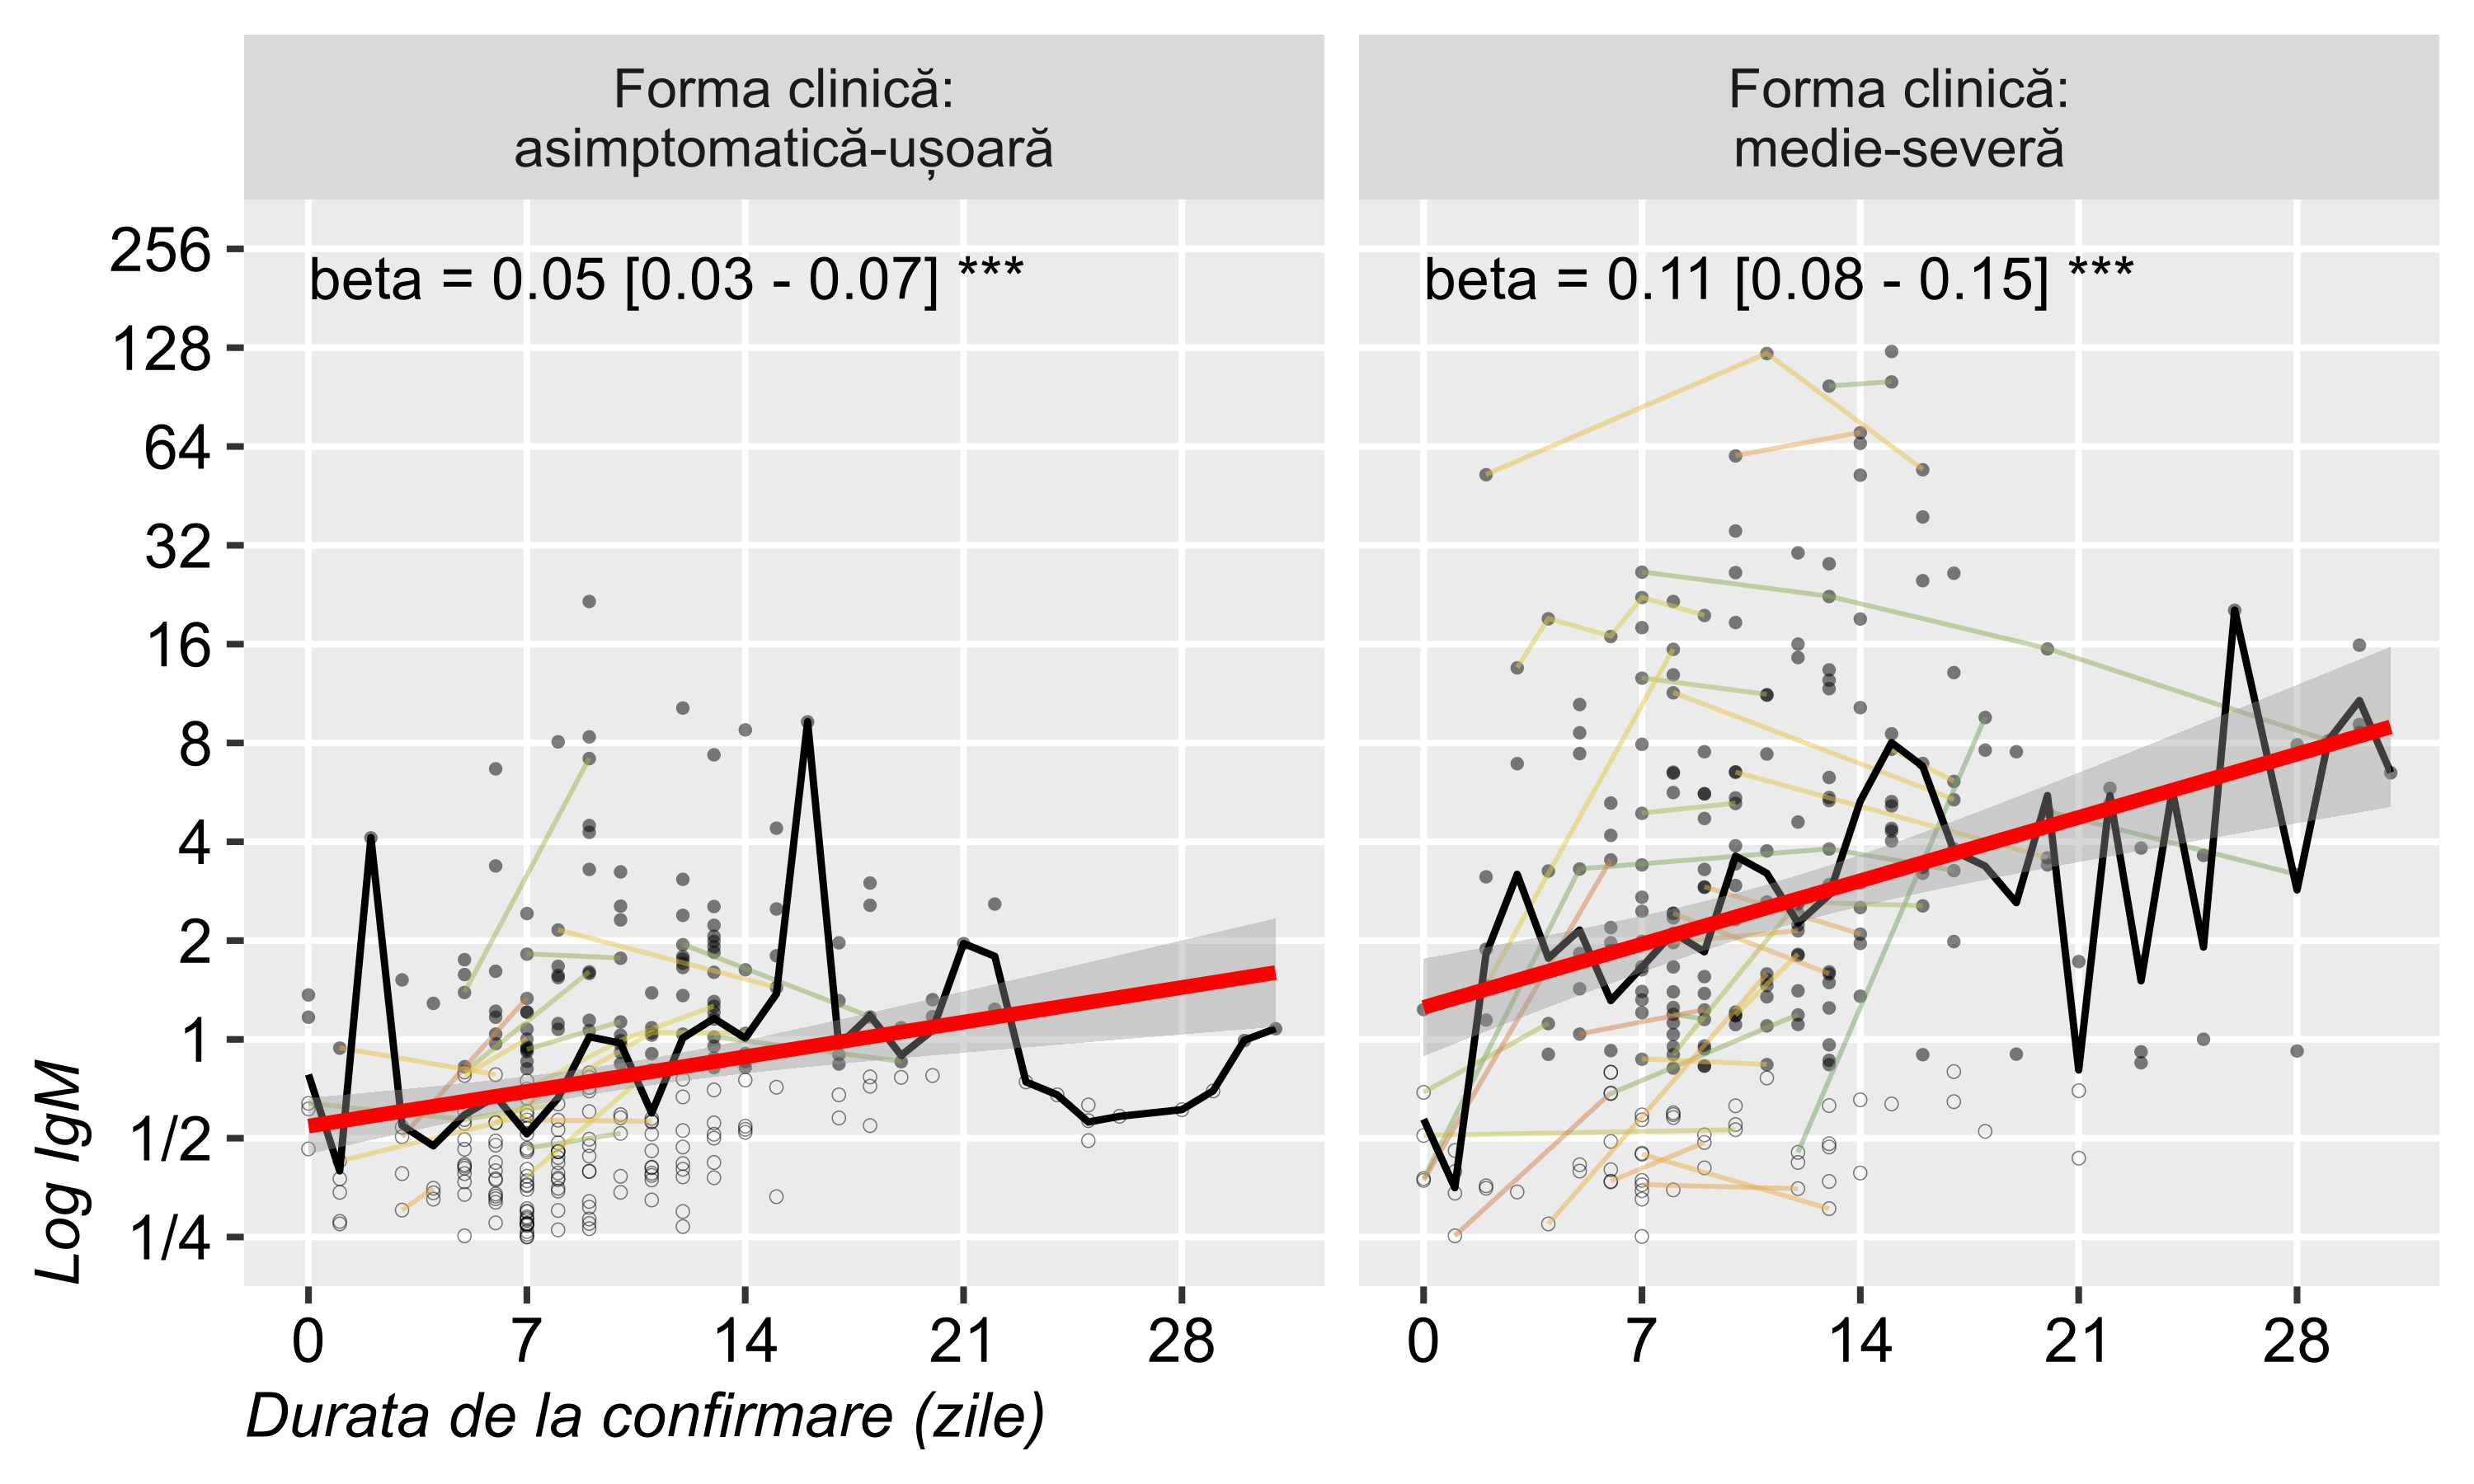 Forma clinică:
asimptomatică-ușoară
Forma clinică:
medie-severă
beta = 0.05 [0.03 - 0.07] ***
beta = 0.11 [0.08 - 0.15] ***
256
128
64
32
16
8
4
2
1
1/2
1/4
Log IgM
0 7 14 21 28
0 7 14 21 28
Durata de la confirmare (zile)